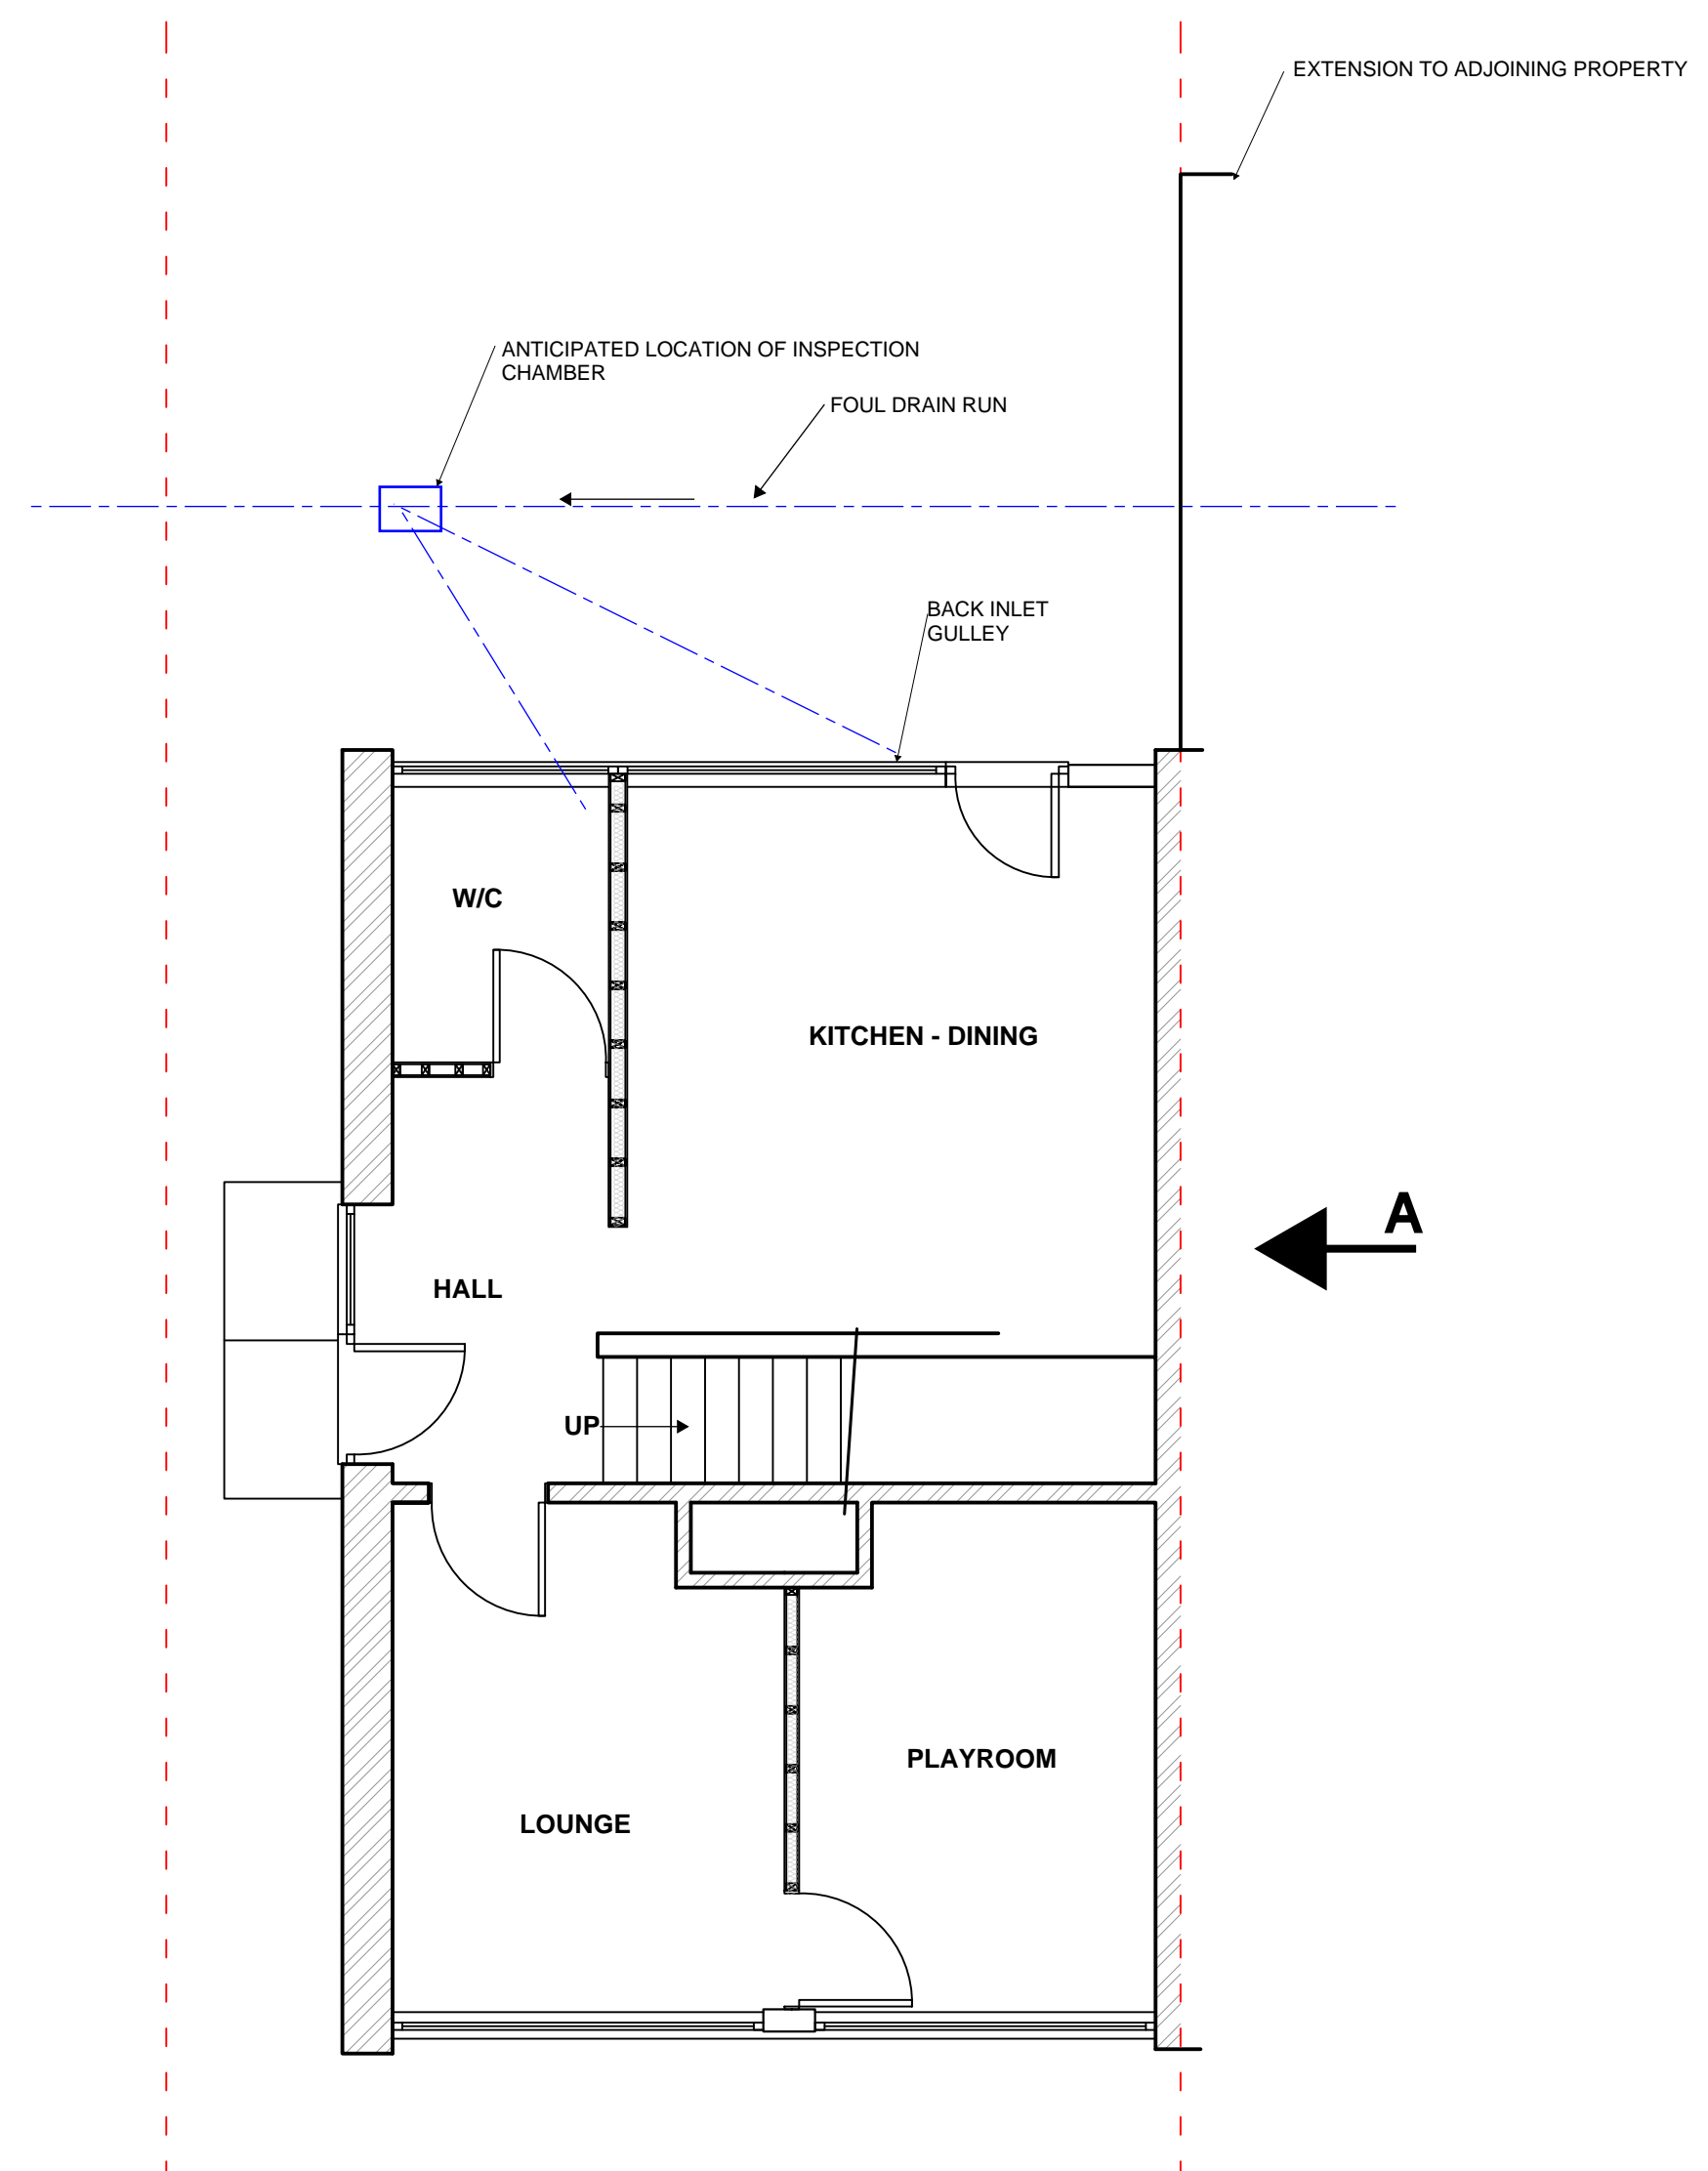 EXTENSION TO ADJOINING PROPERTY
ANTICIPATED LOCATION OF INSPECTION
CHAMBER
FOUL DRAIN RUN
BACK INLET
GULLEY
W/C
KITCHEN - DINING
A
HALL
UP
PLAYROOM
LOUNGE